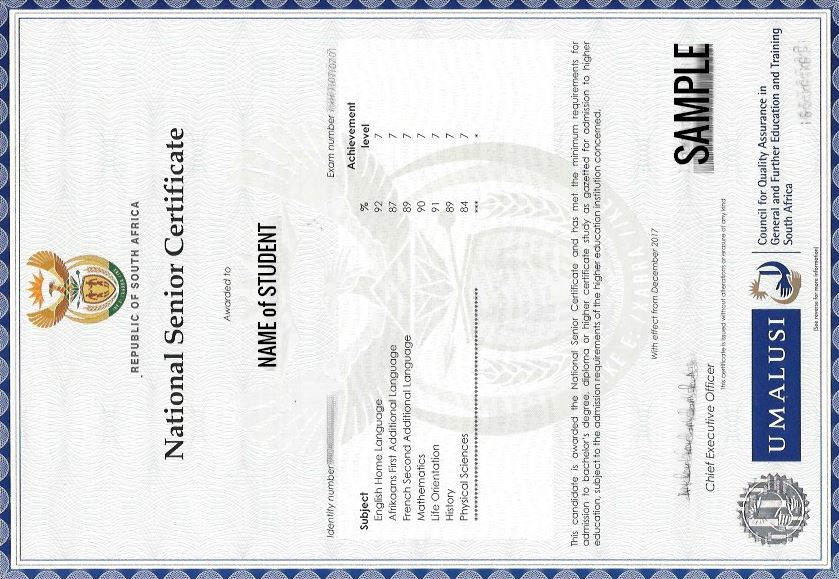 REPUBLIC OF SOUTH AFRICA
National Senior Certificate
Awarded to
NAME of STUDENT
Identity number
Exam number
Subject % Achievement level
English Home Language 92 7
Afrikaans First Additional Language 87 7
French Second Additional Language 89 7
Mathematics 90 7
Life Orientation 91 7
History 89 7
Physical Sciences 84 7
*** *
This candidate is awarded the National Senior Certificate and has met the minimum requirements for
admission to bachelor's degree, diploma or higher certificate study as gazetted for admission to higher
education, subject to the admission requirements of the higher education institution concerned.
With effect from December 2017
SAMPLE
Chief Executive Officer
This certificate is issued without alterations or erasure of any kind
UMALUSI
Council for Quality Assurance in
General and Further Education and Training
South Africa
(See reverse for more information)